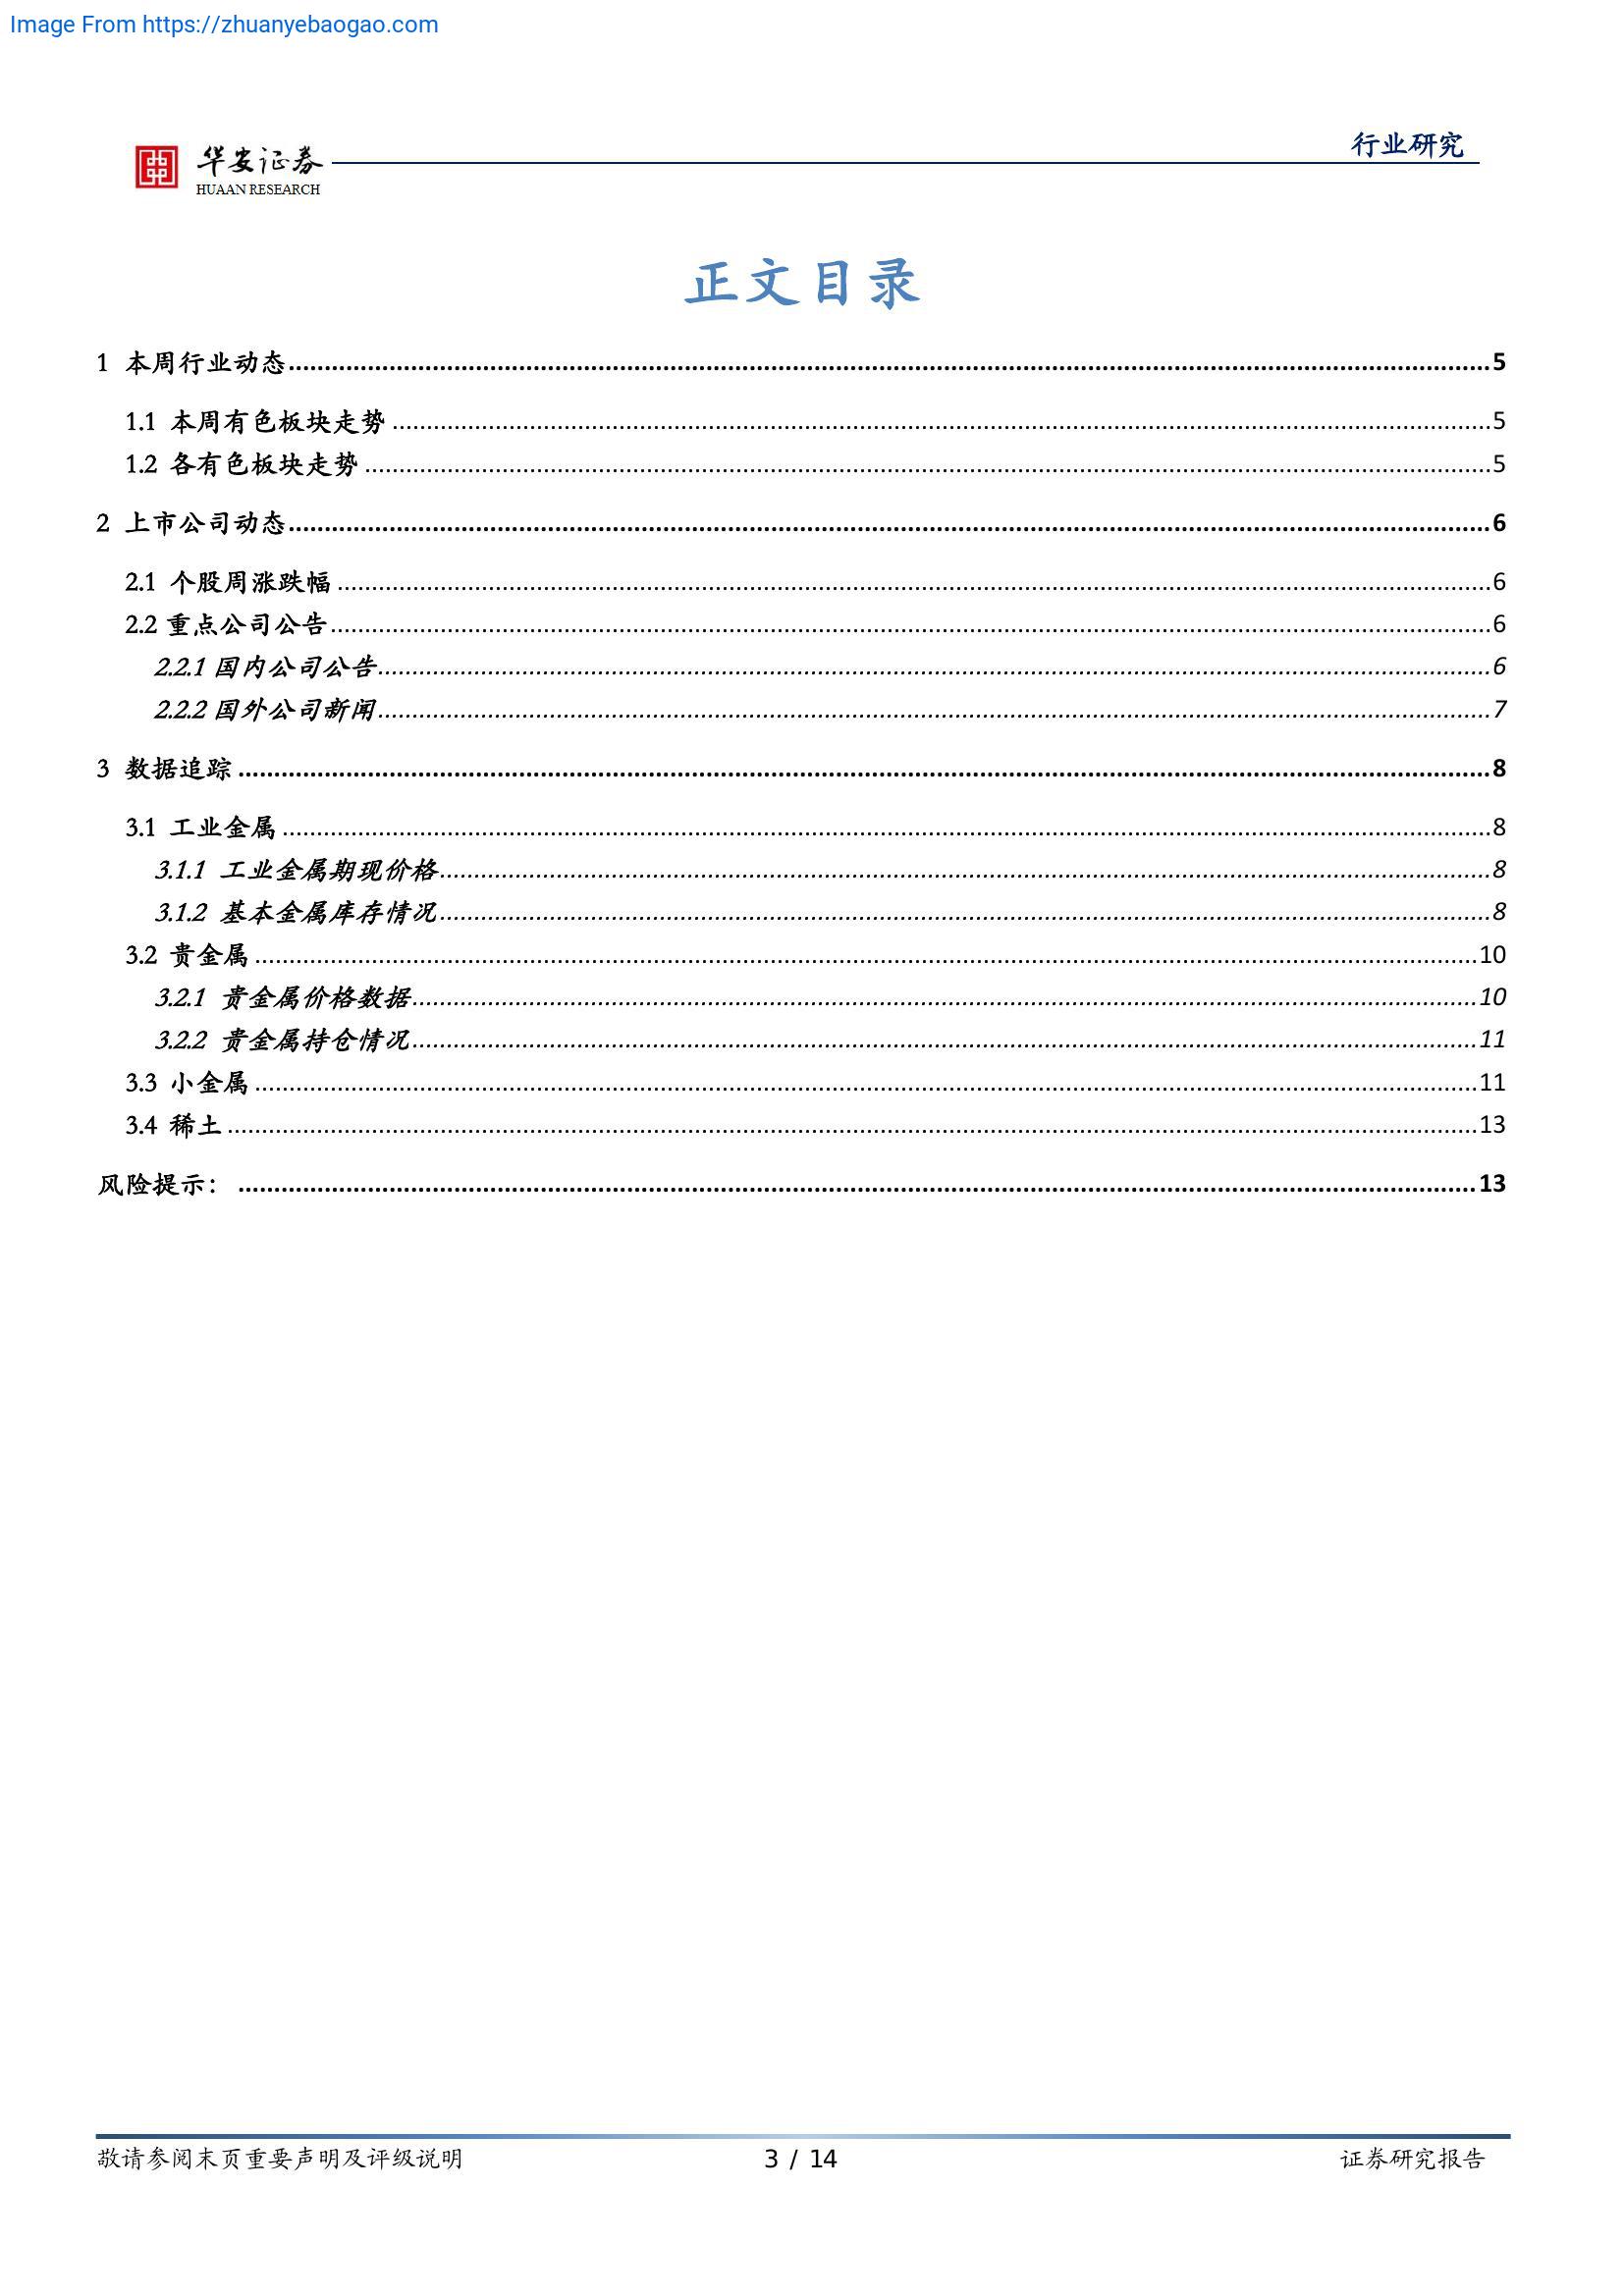 Image From https://zhuanyebaogao.com
华安证券
HUAAN RESEARCH
行业研究
正文目录
1 本周行业动态 5
1.1 本周有色板块走势 5
1.2 各有色板块走势 5
2 上市公司动态 6
2.1 个股周涨跌幅 6
2.2 重点公司公告 6
2.2.1 国内公司公告 6
2.2.2 国外公司新闻 7
3 数据追踪 8
3.1 工业金属 8
3.1.1 工业金属期现价格 8
3.1.2 基本金属库存情况 8
3.2 贵金属 10
3.2.1 贵金属价格数据 10
3.2.2 贵金属持仓情况 11
3.3 小金属 11
3.4 稀土 13
风险提示： 13
敬请参阅末页重要声明及评级说明 3 / 14 证券研究报告